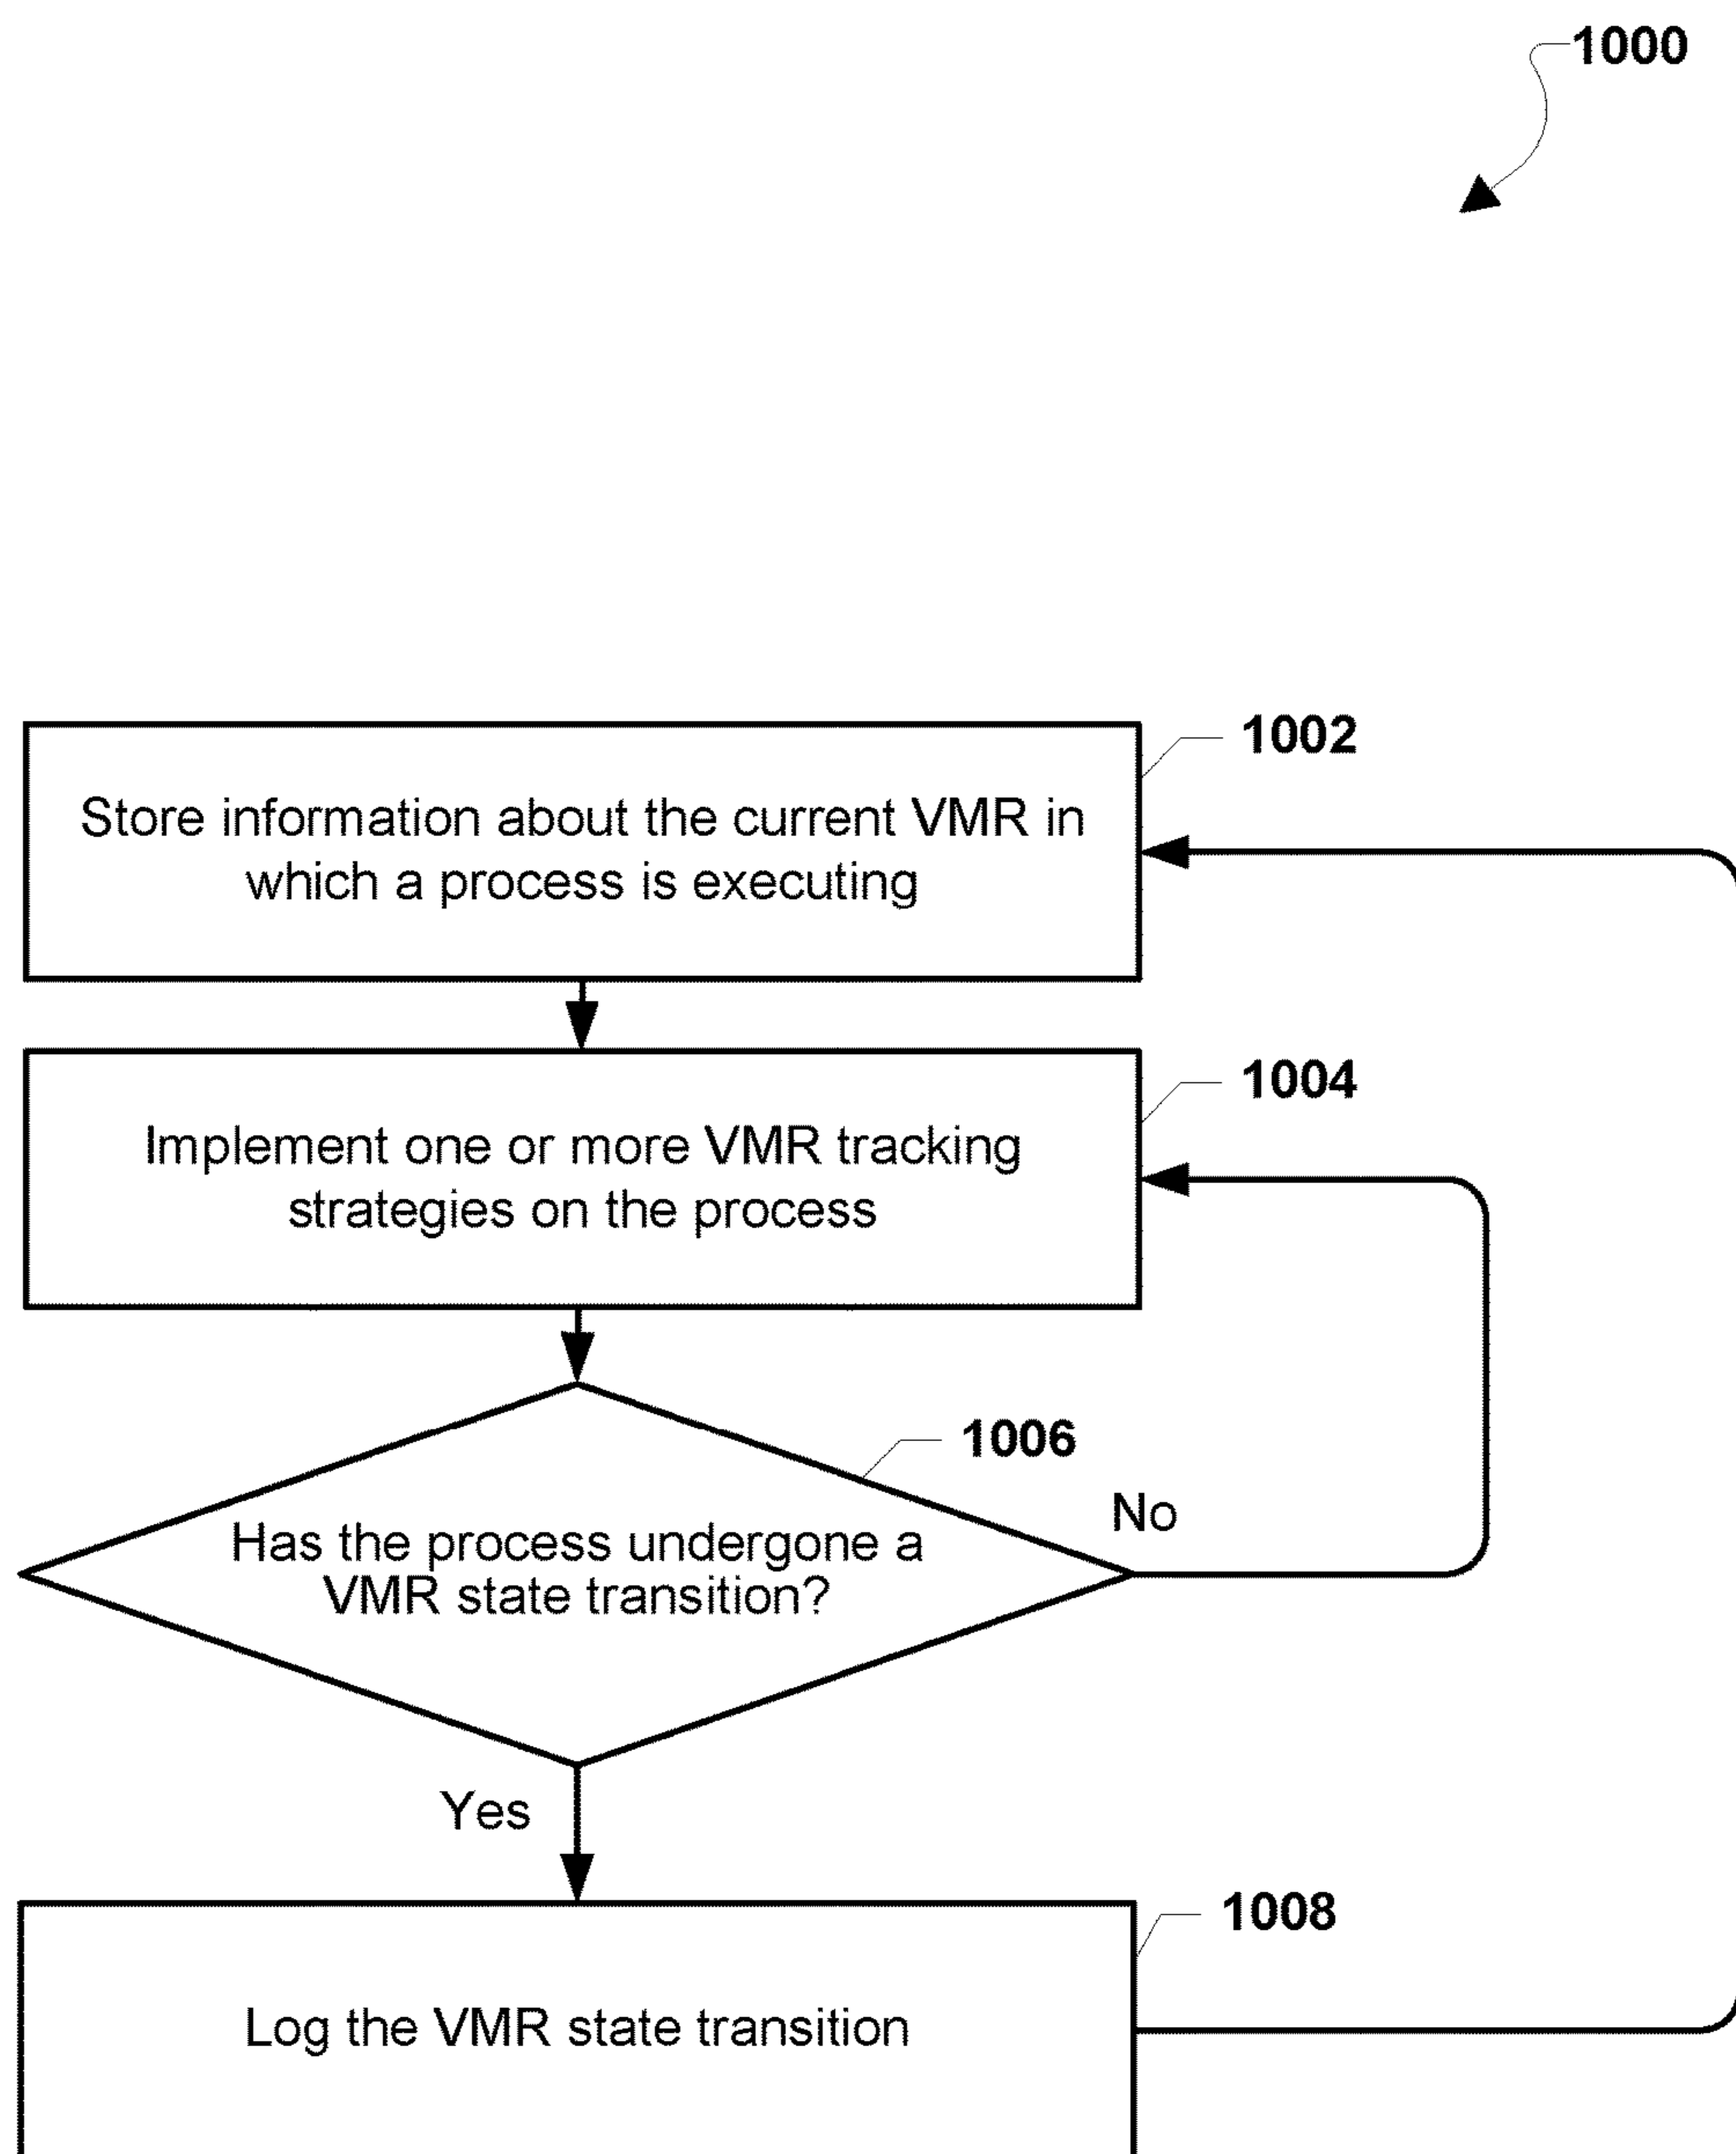 1000
1002
Store information about the current VMR in
which a process is executing
1004
Implement one or more VMR tracking
strategies on the process
1006
No
Has the process undergone a
VMR state transition?
Yes
1008
Log the VMR state transition